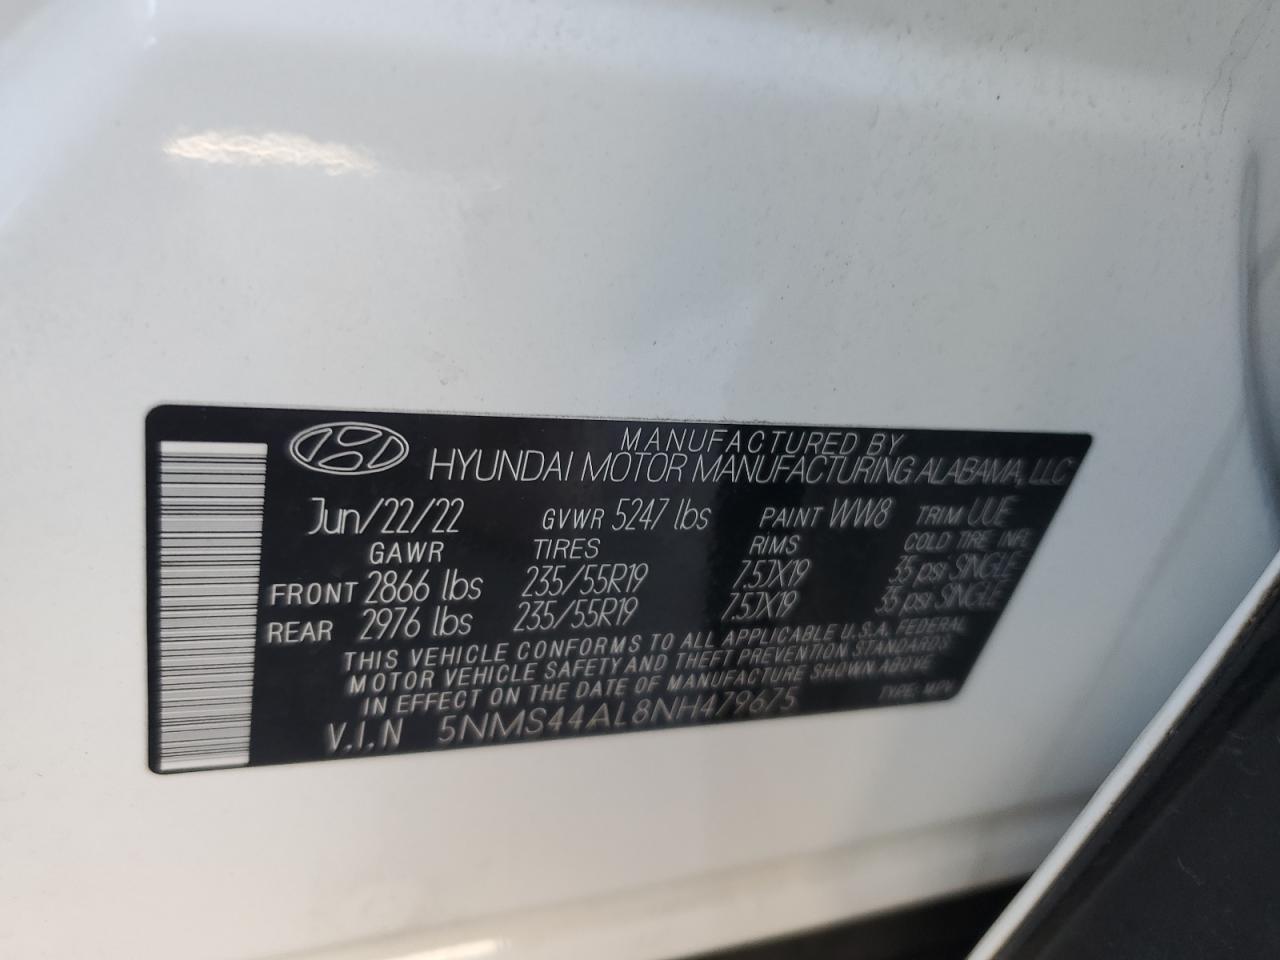 MANUFACTURED BY
HYUNDAI MOTOR MANUFACTURING ALABAMA, LLC
Jun/22/22 GVWR 5247 lbs PAINT WW8 TRIM UUE
GAWR TIRES RIMS COLD TIRE INFL
FRONT 2866 lbs 235/55R19 7.5JX19 35 psi SINGLE
REAR 2976 lbs 235/55R19 7.5JX19 35 psi SINGLE
THIS VEHICLE CONFORMS TO ALL APPLICABLE U.S.A. FEDERAL
MOTOR VEHICLE SAFETY AND THEFT PREVENTION STANDARDS
IN EFFECT ON THE DATE OF MANUFACTURE SHOWN ABOVE
V.I.N 5NMS44AL8NH479675 TYPE: MPV